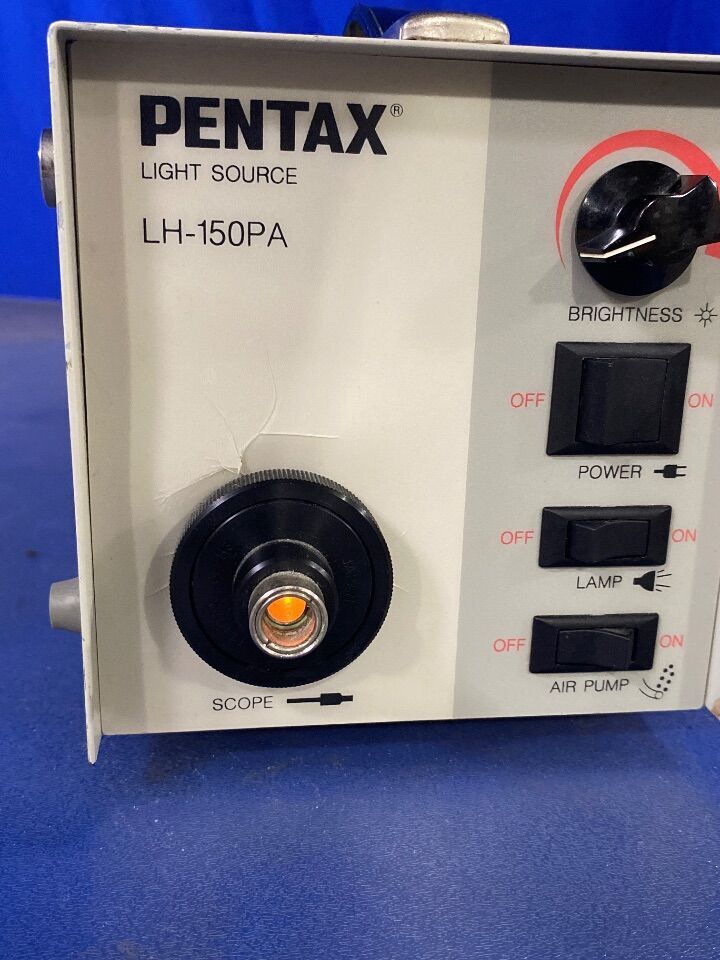 PENTAX®
LIGHT SOURCE
LH-150PA
BRIGHTNESS
OFF ON
POWER
OFF ON
LAMP
OFF ON
AIR PUMP
SCOPE